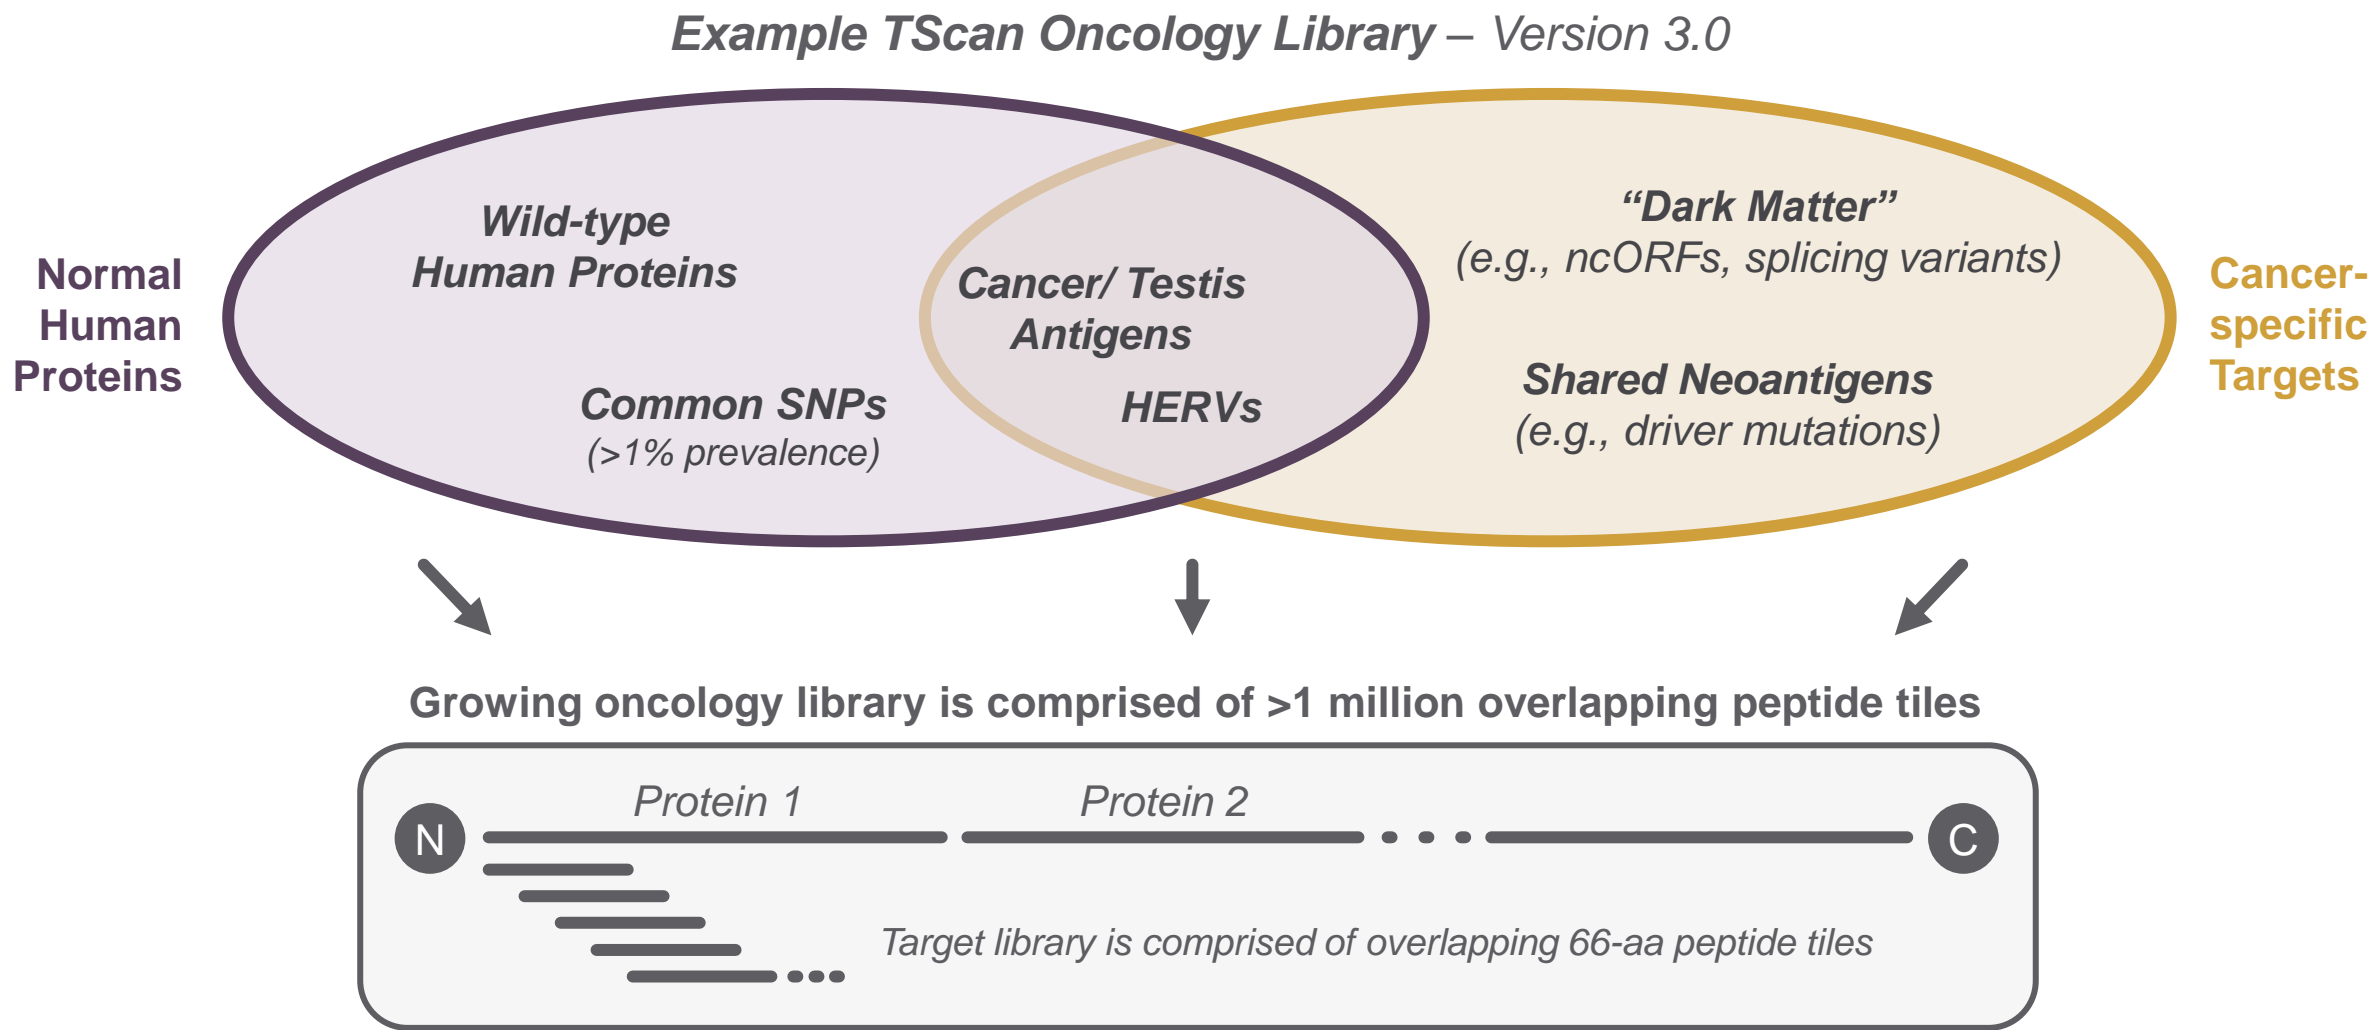 Example TScan Oncology Library – Version 3.0
Normal
Human
Proteins
Wild-type
Human Proteins
Common SNPs
(>1% prevalence)
Cancer/ Testis
Antigens
HERVs
“Dark Matter”
(e.g., ncORFs, splicing variants)
Shared Neoantigens
(e.g., driver mutations)
Cancer-
specific
Targets
Growing oncology library is comprised of >1 million overlapping peptide tiles
Protein 1
Protein 2
N
C
Target library is comprised of overlapping 66-aa peptide tiles